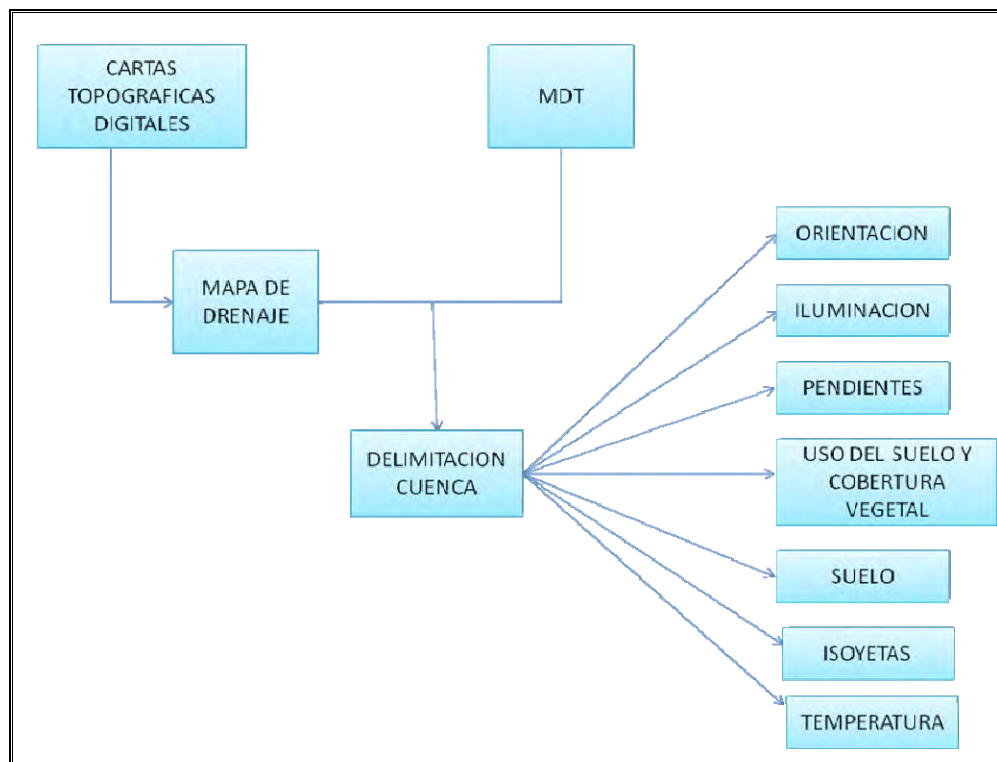 CARTAS
TOPOGRAFICAS
DIGITALES
MDT
MAPA DE
DRENAJE
DELIMITACION
CUENCA
ORIENTACION
ILUMINACION
PENDIENTES
USO DEL SUELO Y
COBERTURA
VEGETAL
SUELO
ISOYETAS
TEMPERATURA